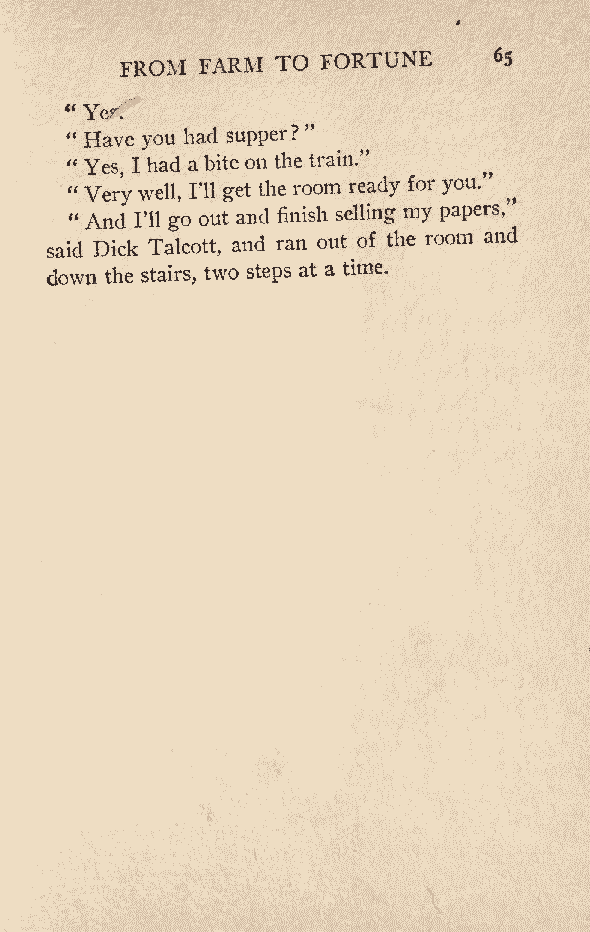 FROM FARM TO FORTUNE 65
“ Yes.
“ Have you had supper? ”
“ Yes, I had a bite on the train.”
“ Very well, I’ll get the room ready for you.”
“ And I’ll go out and finish selling my papers,”
said Dick Talcott, and ran out of the room and
down the stairs, two steps at a time.